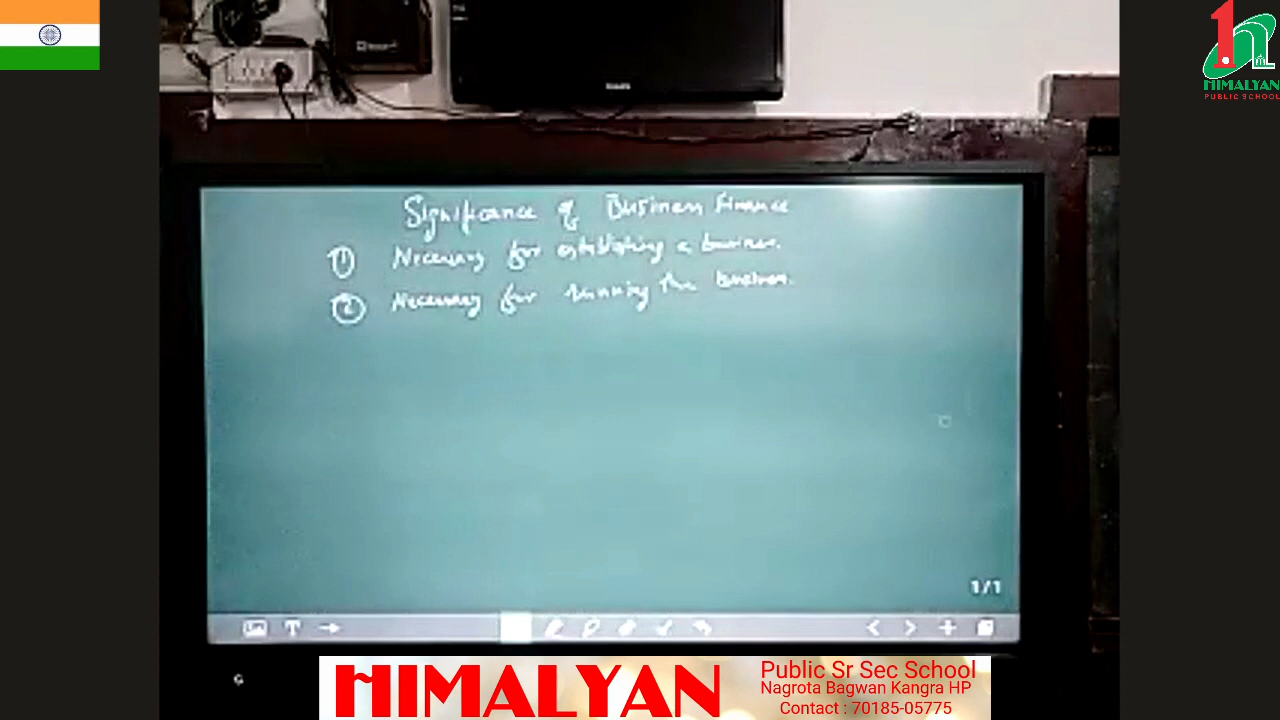 HIMALYAN
PUBLIC SCHOOL
PHILIPS
Significance of Business Finance
① Necessary for establishing a business.
② Necessary for running the business.
1/1
T
HIMALYAN
Public Sr Sec School
Nagrota Bagwan Kangra HP
Contact : 70185-05775